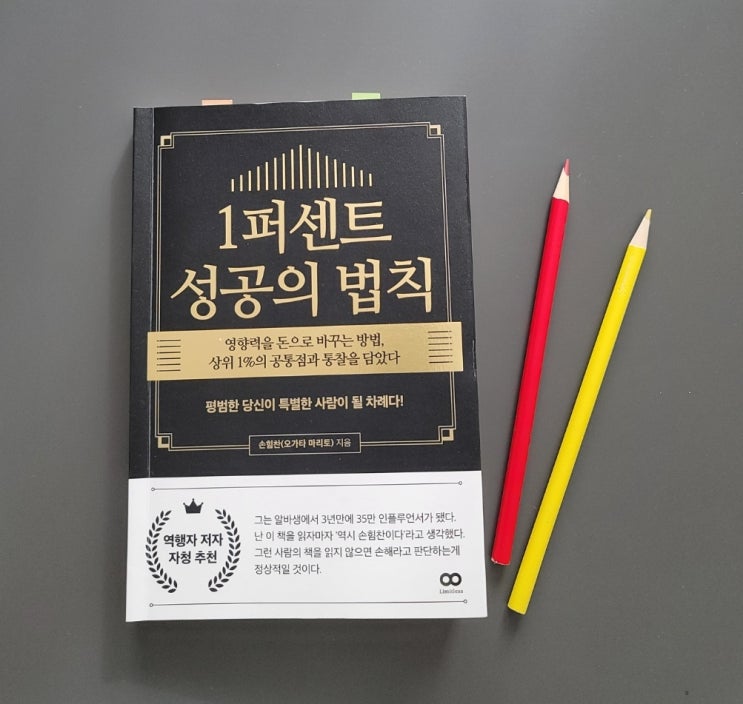 1퍼센트
성공의 법칙
영향력을 돈으로 바꾸는 방법,
상위 1%의 공통점과 통찰을 담았다
평범한 당신이 특별한 사람이 될 차례다!
손힘찬(오가타 마리토) 지음
역행자 저자
자청 추천
그는 알바생에서 3년만에 35만 인플루언서가 됐다.
난 이 책을 읽자마자 '역시 손힘찬이다'라고 생각했다.
그런 사람의 책을 읽지 않으면 손해라고 판단하는게
정상적일 것이다.
Limitless